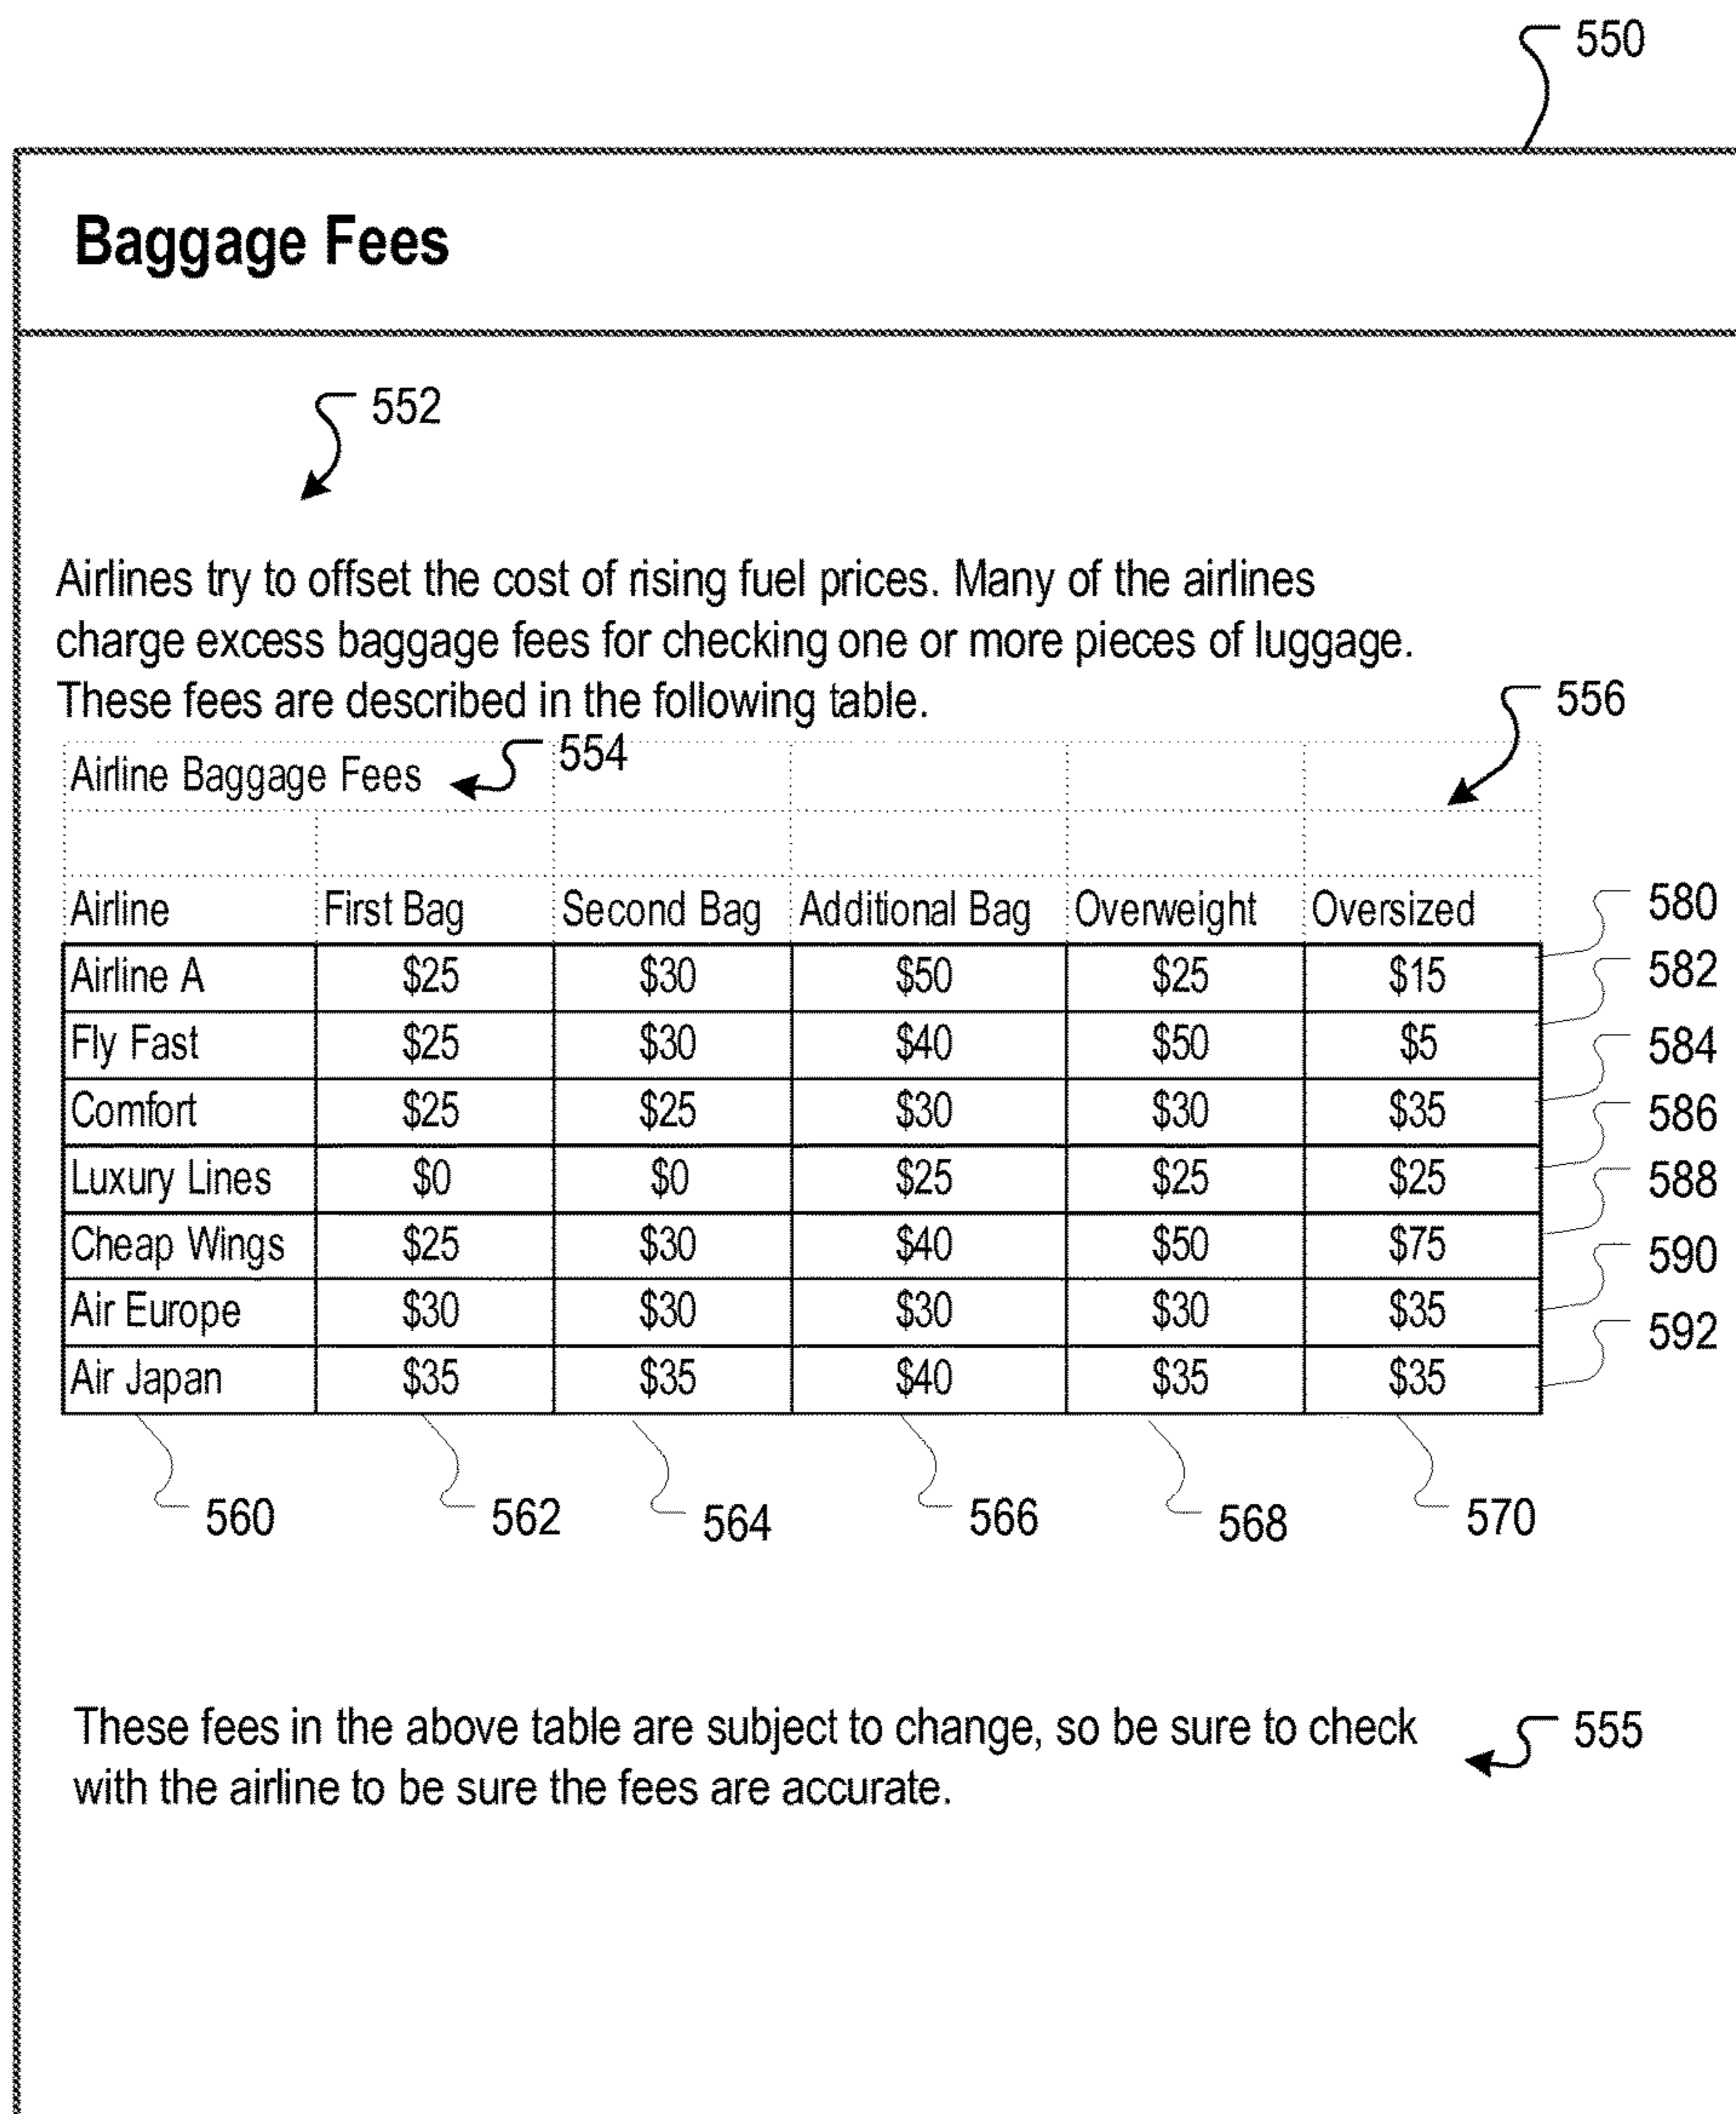 550
Baggage Fees
552
Airlines try to offset the cost of rising fuel prices. Many of the airlines
charge excess baggage fees for checking one or more pieces of luggage.
These fees are described in the following table.
556
Airline Baggage Fees 554
Airline First Bag Second Bag Additional Bag Overweight Oversized 580
Airline A $25 $30 $50 $25 $15 582
Fly Fast $25 $30 $40 $50 $5 584
Comfort $25 $25 $30 $30 $35 586
Luxury Lines $0 $0 $25 $25 $25 588
Cheap Wings $25 $30 $40 $50 $75 590
Air Europe $30 $30 $30 $30 $35 592
Air Japan $35 $35 $40 $35 $35
560 562 564 566 568 570
These fees in the above table are subject to change, so be sure to check 555
with the airline to be sure the fees are accurate.